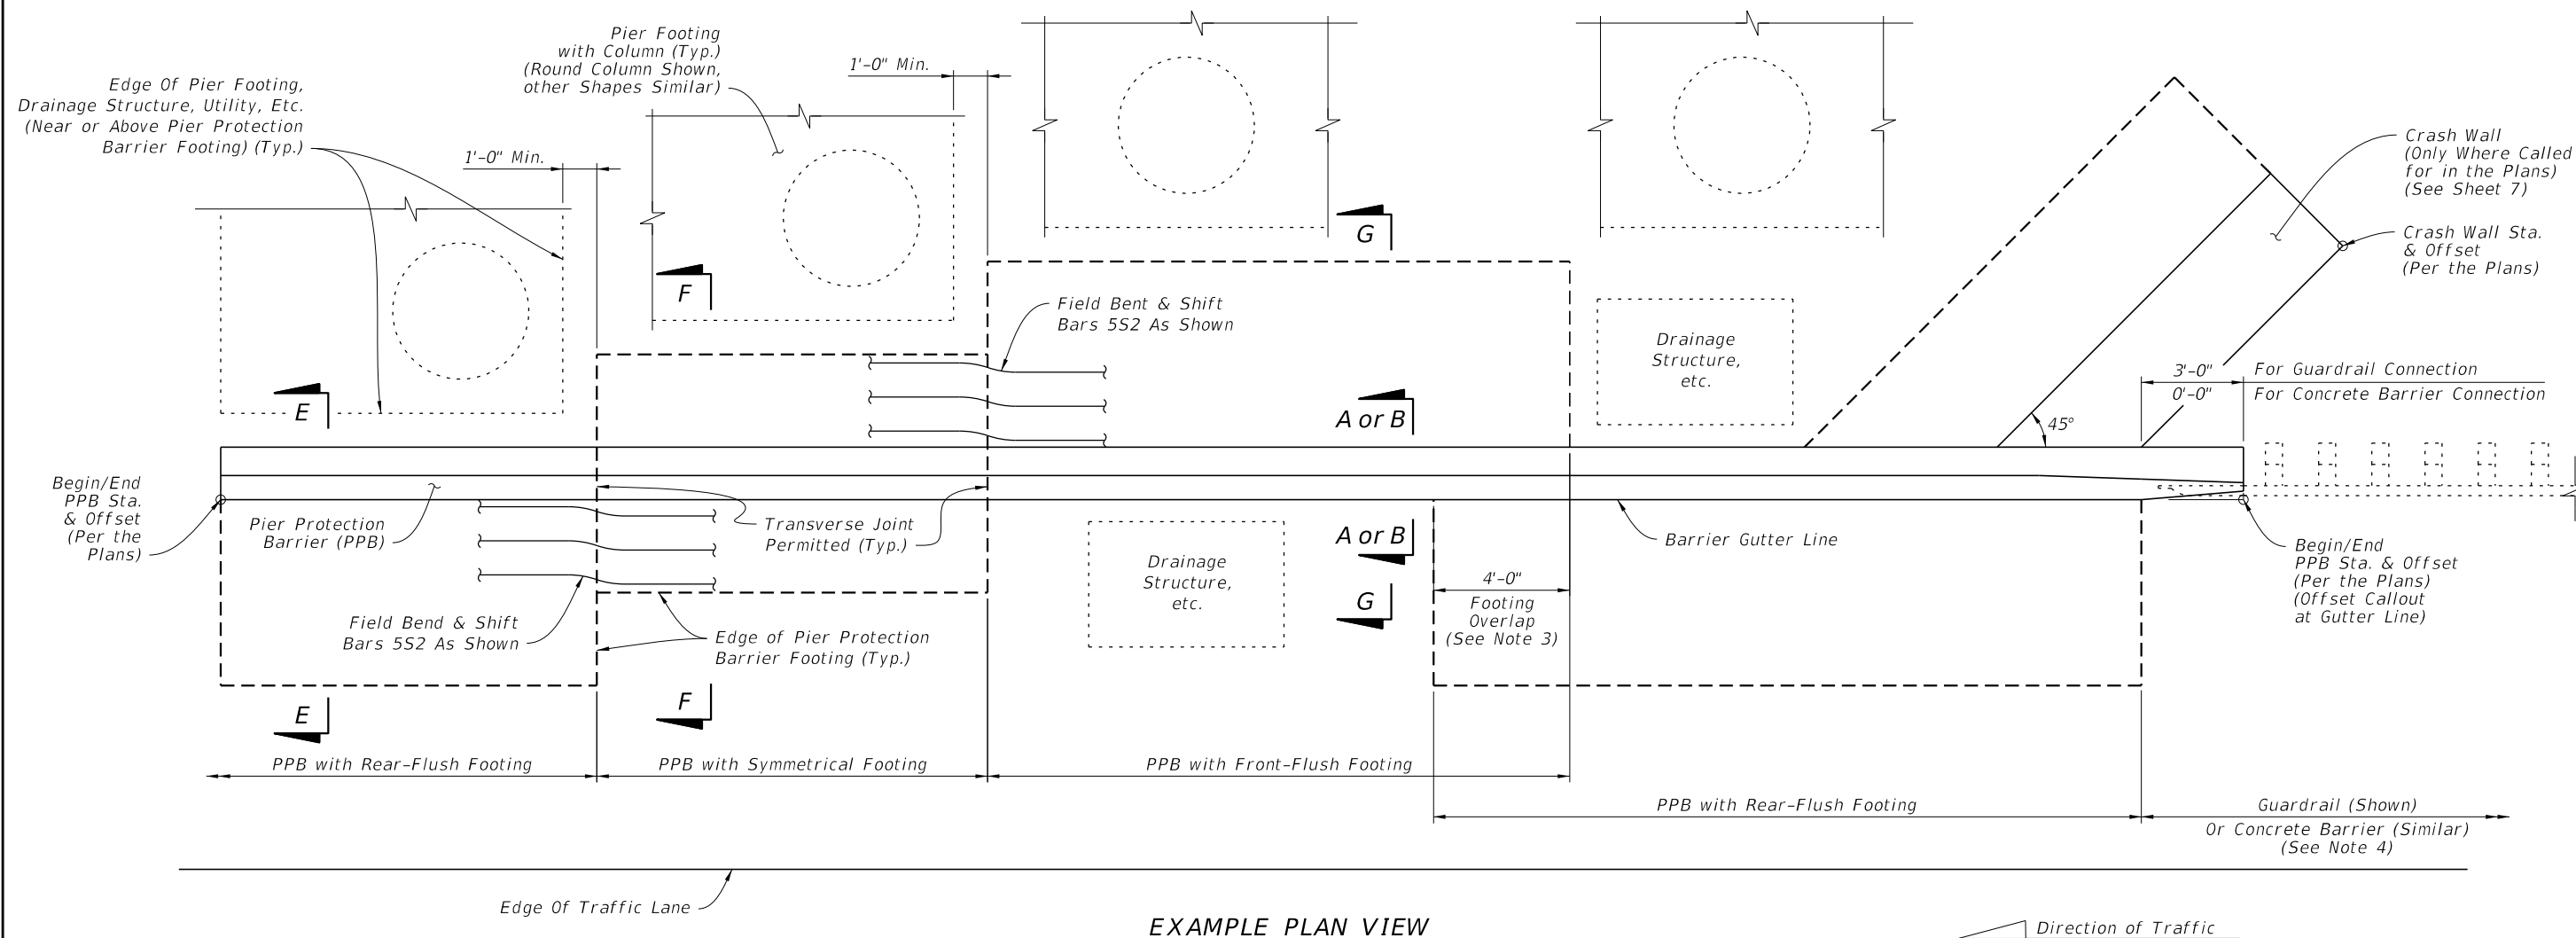 Edge Of Pier Footing,
Drainage Structure, Utility, Etc.
(Near or Above Pier Protection
Barrier Footing) (Typ.)
Pier Footing
with Column (Typ.)
(Round Column Shown,
other Shapes Similar)
1'-0" Min.
1'-0" Min.
Crash Wall
(Only Where Called
for in the Plans)
(See Sheet 7)
Crash Wall Sta.
& Offset
(Per the Plans)
G
F
E
Field Bent & Shift
Bars 5S2 As Shown
Drainage
Structure,
etc.
A or B
3'-0"
For Guardrail Connection
0'-0"
For Concrete Barrier Connection
45°
Begin/End
PPB Sta.
& Offset
(Per the
Plans)
Pier Protection
Barrier (PPB)
Transverse Joint
Permitted (Typ.)
A or B
Barrier Gutter Line
Begin/End
PPB Sta. & Offset
(Per the Plans)
(Offset Callout
at Gutter Line)
Drainage
Structure,
etc.
G
4'-0"
Footing
Overlap
(See Note 3)
Field Bend & Shift
Bars 5S2 As Shown
Edge of Pier Protection
Barrier Footing (Typ.)
E
F
PPB with Rear-Flush Footing
PPB with Symmetrical Footing
PPB with Front-Flush Footing
PPB with Rear-Flush Footing
Guardrail (Shown)
Or Concrete Barrier (Similar)
(See Note 4)
Edge Of Traffic Lane
EXAMPLE PLAN VIEW
Direction of Traffic